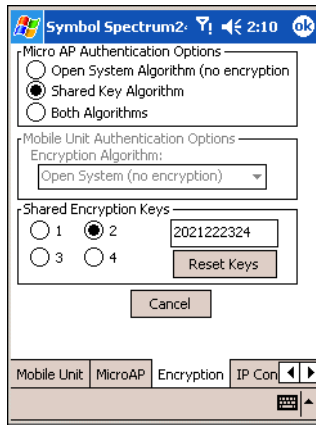 Symbol Spectrum24 2:10 ok
Micro AP Authentication Options
Open System Algorithm (no encryption
Shared Key Algorithm
Both Algorithms
Mobile Unit Authentication Options
Encryption Algorithm:
Open System (no encryption)
Shared Encryption Keys
1 2 2021222324
3 4 Reset Keys
Cancel
Mobile Unit MicroAP Encryption IP Con